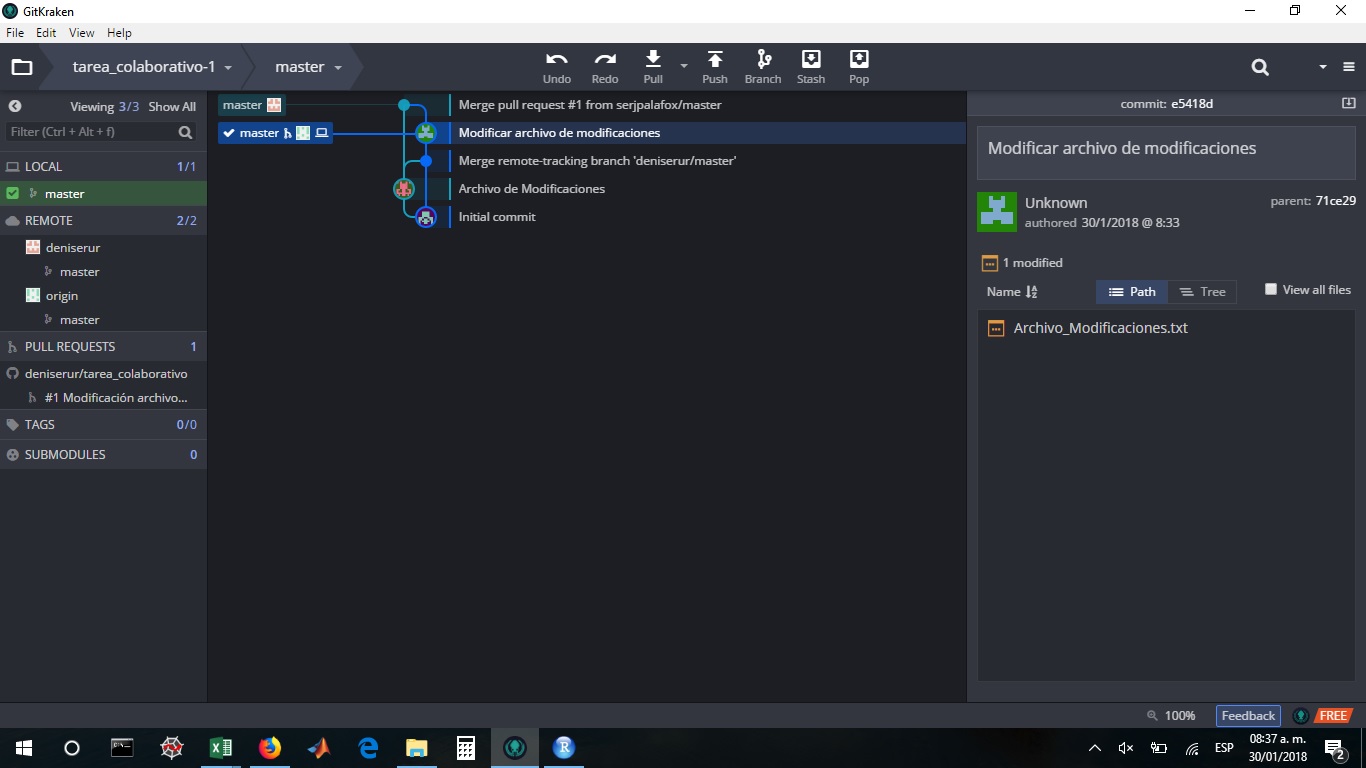 GitKraken
File Edit View Help
tarea_colaborativo-1 master Undo Redo Pull Push Branch Stash Pop
Viewing 3/3 Show All
Filter (Ctrl + Alt + f)
LOCAL 1/1
master
REMOTE 2/2
deniserur
master
origin
master
PULL REQUESTS 1
deniserur/tarea_colaborativo
#1 Modificación archivo...
TAGS 0/0
SUBMODULES 0
master Merge pull request #1 from serjpalafox/master
master Modificar archivo de modificaciones
Merge remote-tracking branch 'deniserur/master'
Archivo de Modificaciones
Initial commit
commit: e5418d
Modificar archivo de modificaciones
Unknown parent: 71ce29
authored 30/1/2018 @ 8:33
1 modified
Name Path Tree View all files
Archivo_Modificaciones.txt
100% Feedback FREE
ESP 08:37 a. m.
30/01/2018 2